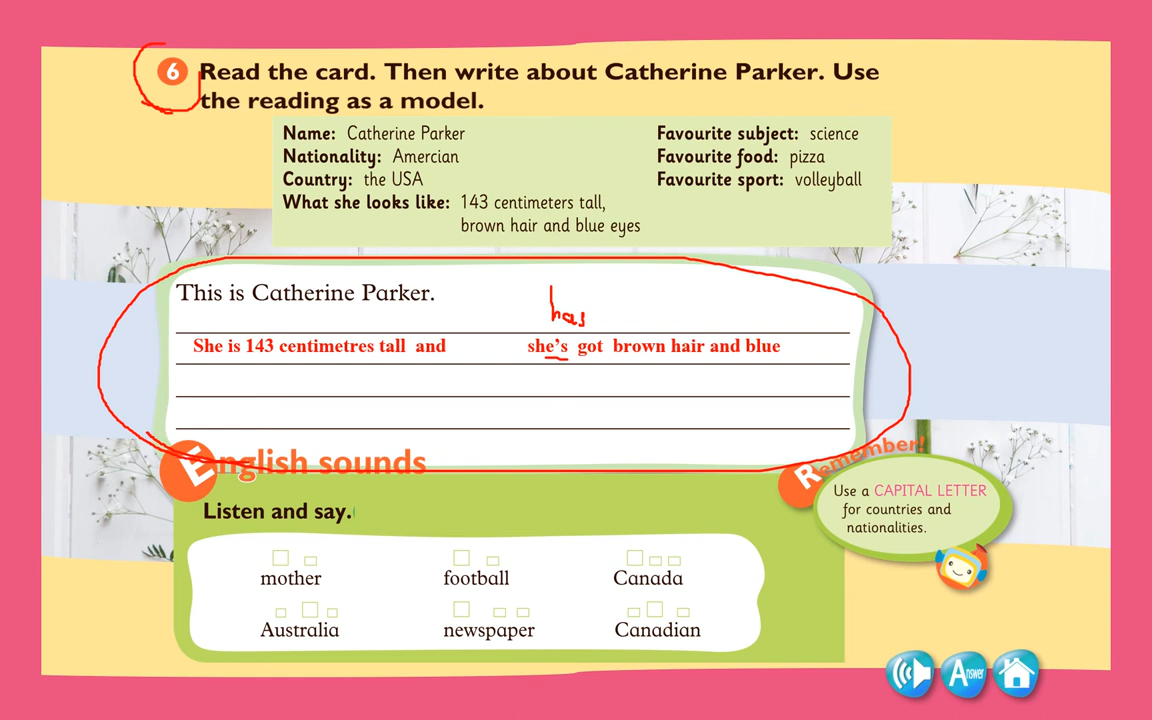 6 Read the card. Then write about Catherine Parker. Use
the reading as a model.
Name: Catherine Parker
Nationality: Amercian
Country: the USA
What she looks like: 143 centimeters tall,
brown hair and blue eyes
Favourite subject: science
Favourite food: pizza
Favourite sport: volleyball
This is Catherine Parker.
has
She is 143 centimetres tall and she's got brown hair and blue
English sounds
Listen and say.
mother football Canada
Australia newspaper Canadian
Remember!
Use a CAPITAL LETTER
for countries and
nationalities.
Answer